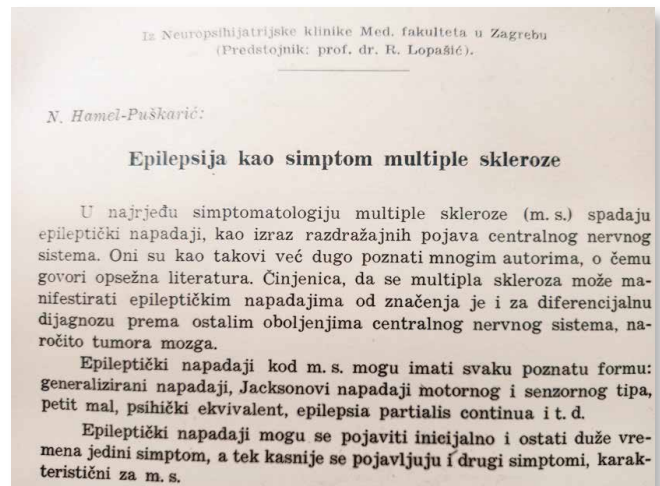 Iz Neuropsihijatrijske klinike Med. fakulteta u Zagrebu
(Predstojnik: prof. dr. R. Lopašić).
N. Hamel-Puškarić:
Epilepsija kao simptom multiple skleroze
U najrjeđu simptomatologiju multiple skleroze (m. s.) spadaju
epileptički napadaji, kao izraz razdražajnih pojava centralnog nervnog
sistema. Oni su kao takovi već dugo poznati mnogim autorima, o čemu
govori opsežna literatura. Činjenica, da se multipla skleroza može ma-
nifestirati epileptičkim napadajima od značenja je i za diferencijalnu
dijagnozu prema ostalim oboljenjima centralnog nervnog sistema, na-
ročito tumora mozga.
Epileptički napadaji kod m. s. mogu imati svaku poznatu formu:
generalizirani napadaji, Jacksonovi napadaji motornog i senzornog tipa,
petit mal, psihički ekvivalent, epilepsia partialis continua i t. d.
Epileptički napadaji mogu se pojaviti inicijalno i ostati duže vre-
mena jedini simptom, a tek kasnije se pojavljuju i drugi simptomi, karak-
teristični za m. s.